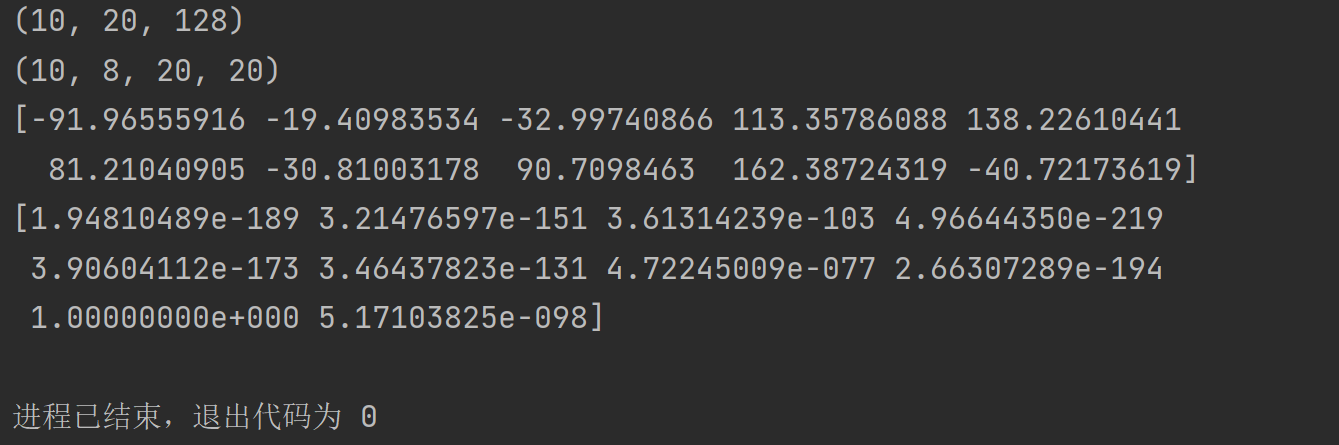 (10, 20, 128)
(10, 8, 20, 20)
[-91.96555916 -19.40983534 -32.99740866 113.35786088 138.22610441
81.21040905 -30.81003178 90.7098463 162.38724319 -40.72173619]
[1.94810489e-189 3.21476597e-151 3.61314239e-103 4.96644350e-219
3.90604112e-173 3.46437823e-131 4.72245009e-077 2.66307289e-194
1.00000000e+000 5.17103825e-098]
进程已结束，退出代码为 0